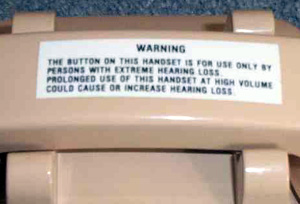 WARNING
THE BUTTON ON THIS HANDSET IS FOR USE ONLY BY
PERSONS WITH EXTREME HEARING LOSS.
PROLONGED USE OF THIS HANDSET AT HIGH VOLUME
COULD CAUSE OR INCREASE HEARING LOSS.